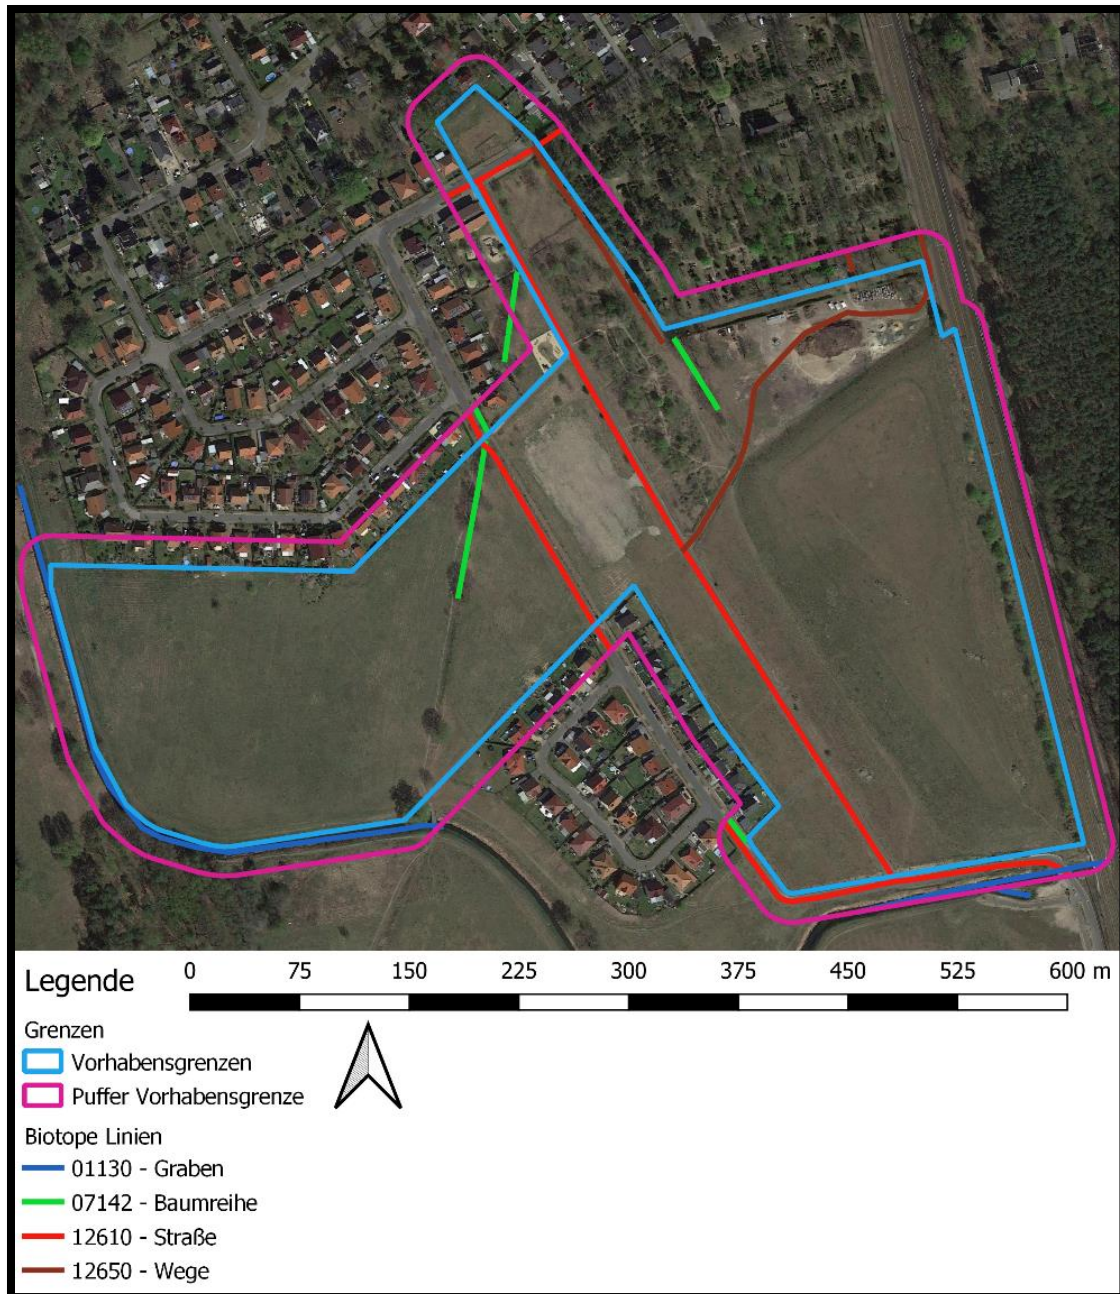 Legende
0 75 150 225 300 375 450 525 600 m
Grenzen
Vorhabensgrenzen
Puffer Vorhabensgrenze
Biotope Linien
01130 - Graben
07142 - Baumreihe
12610 - Straße
12650 - Wege